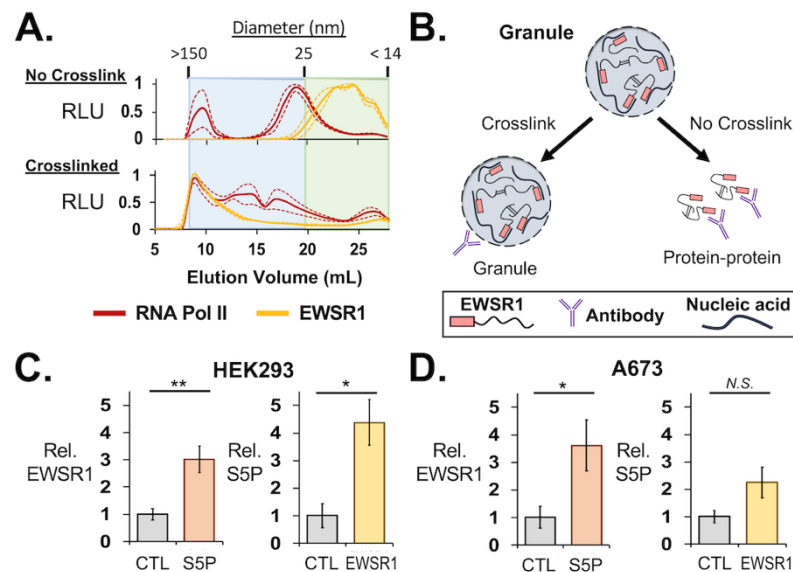 A.
Diameter (nm)
>150 25 < 14
No Crosslink
RLU
1
0.5
0
Crosslinked
RLU
1
0.5
0
5 10 15 20 25
Elution Volume (mL)
RNA Pol II EWSR1
B.
Granule
Crosslink No Crosslink
Granule
Protein-protein
EWSR1 Antibody Nucleic acid
C.
HEK293
**
Rel.
EWSR1
5
4
3
2
1
0
CTL S5P
*
Rel.
S5P
5
4
3
2
1
0
CTL EWSR1
D.
A673
*
Rel.
EWSR1
5
4
3
2
1
0
CTL S5P
N.S.
Rel.
S5P
5
4
3
2
1
0
CTL EWSR1